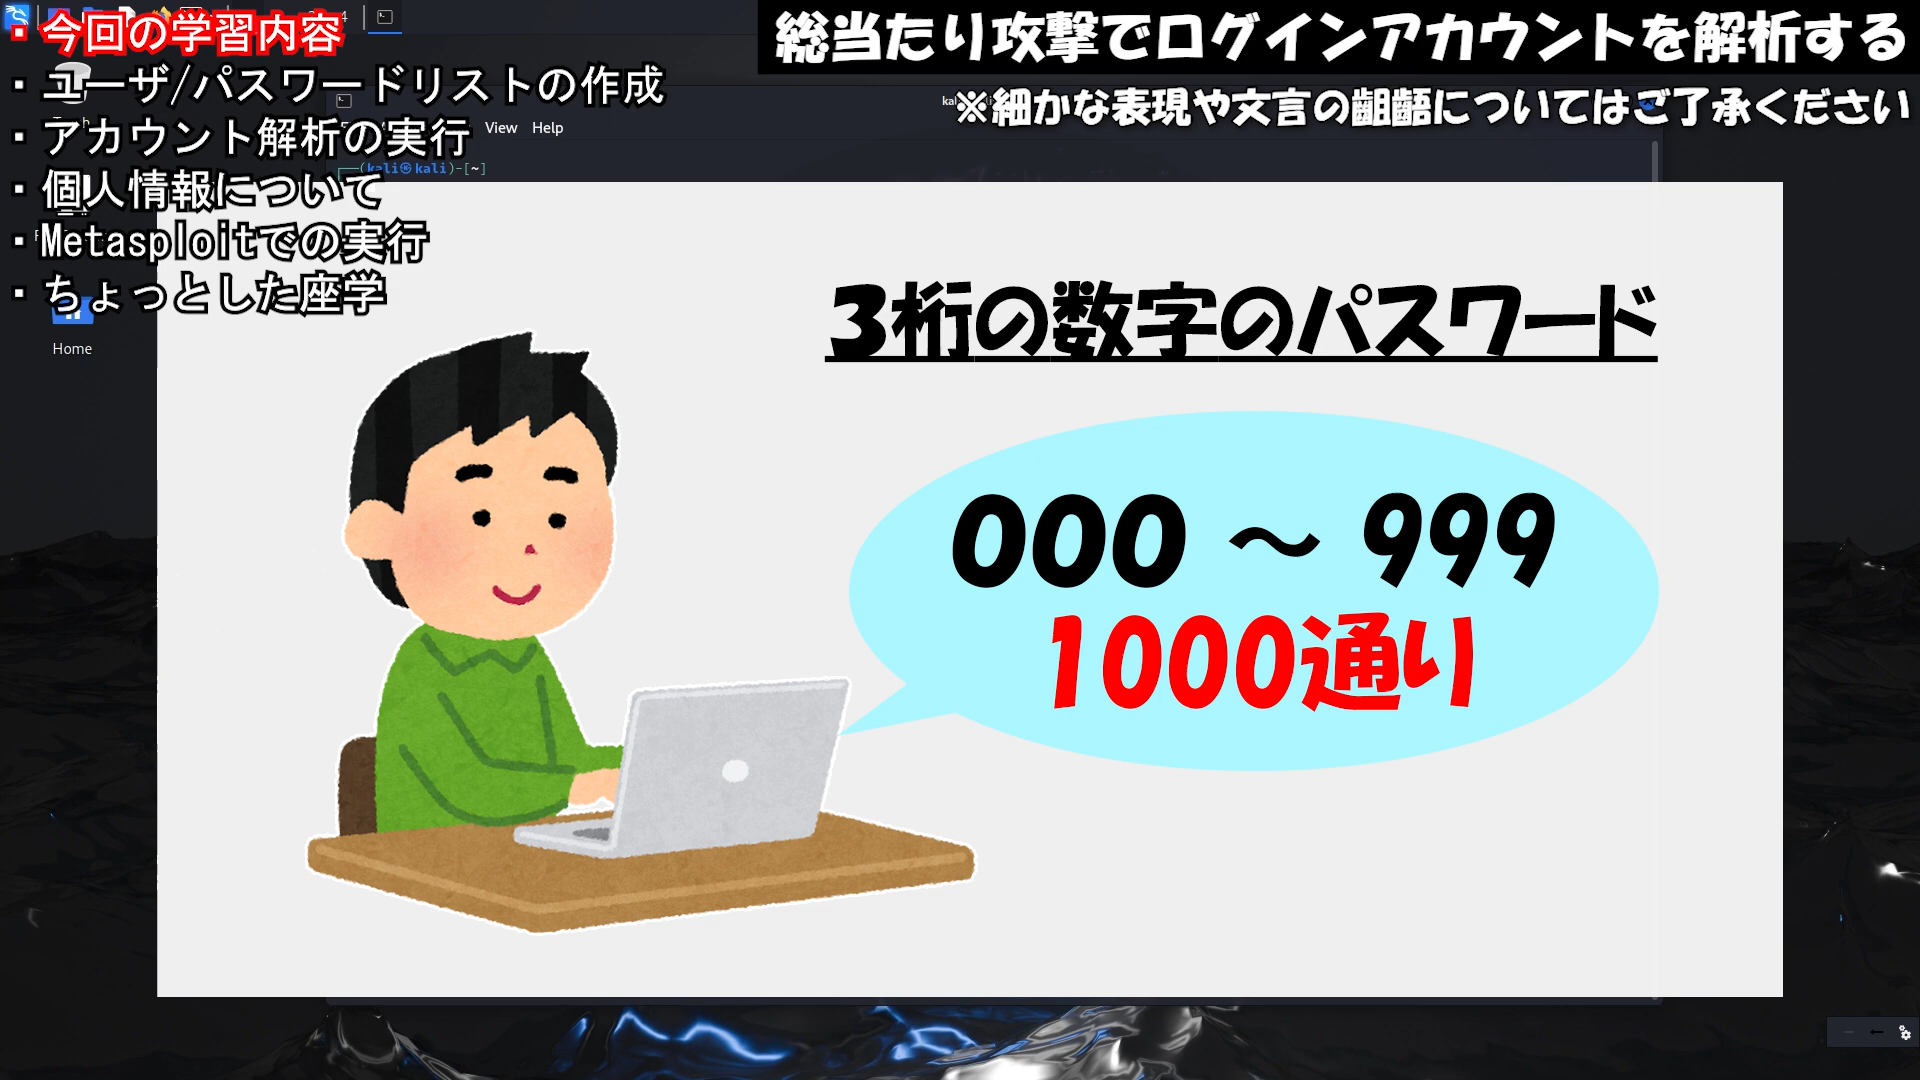 ・今回の学習内容
・ユーザ/パスワードリストの作成
・アカウント解析の実行
・個人情報について
・Metasploitでの実行
・ちょっとした座学
総当たり攻撃でログインアカウントを解析する
※細かな表現や文言の齟齬についてはご了承ください
View Help
(kali㉿kali)-[~]
Home
3桁の数字のパスワード
000 ～ 999
1000通り